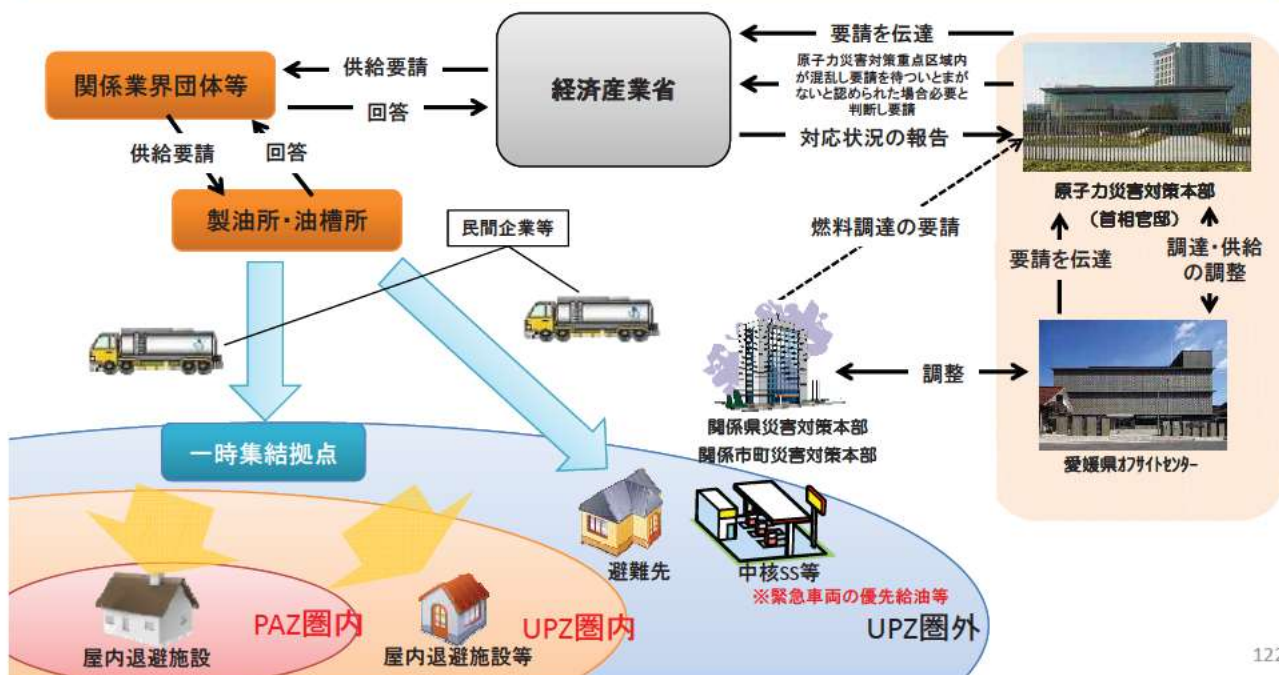 要請を伝達
関係業界団体等
供給要請
回答
経済産業省
原子力災害対策重点区域内
が混乱し要請を待ついとまが
ないと認められた場合必要と
判断し要請
対応状況の報告
供給要請
回答
原子力災害対策本部
(首相官邸)
製油所・油槽所
民間企業等
燃料調達の要請
要請を伝達
調達・供給
の調整
調整
関係県災害対策本部
関係市町災害対策本部
愛媛県オフサイトセンター
一時集結拠点
避難先
中核SS等
※緊急車両の優先給油等
PAZ圏内
UPZ圏内
UPZ圏外
屋内退避施設
屋内退避施設等
122